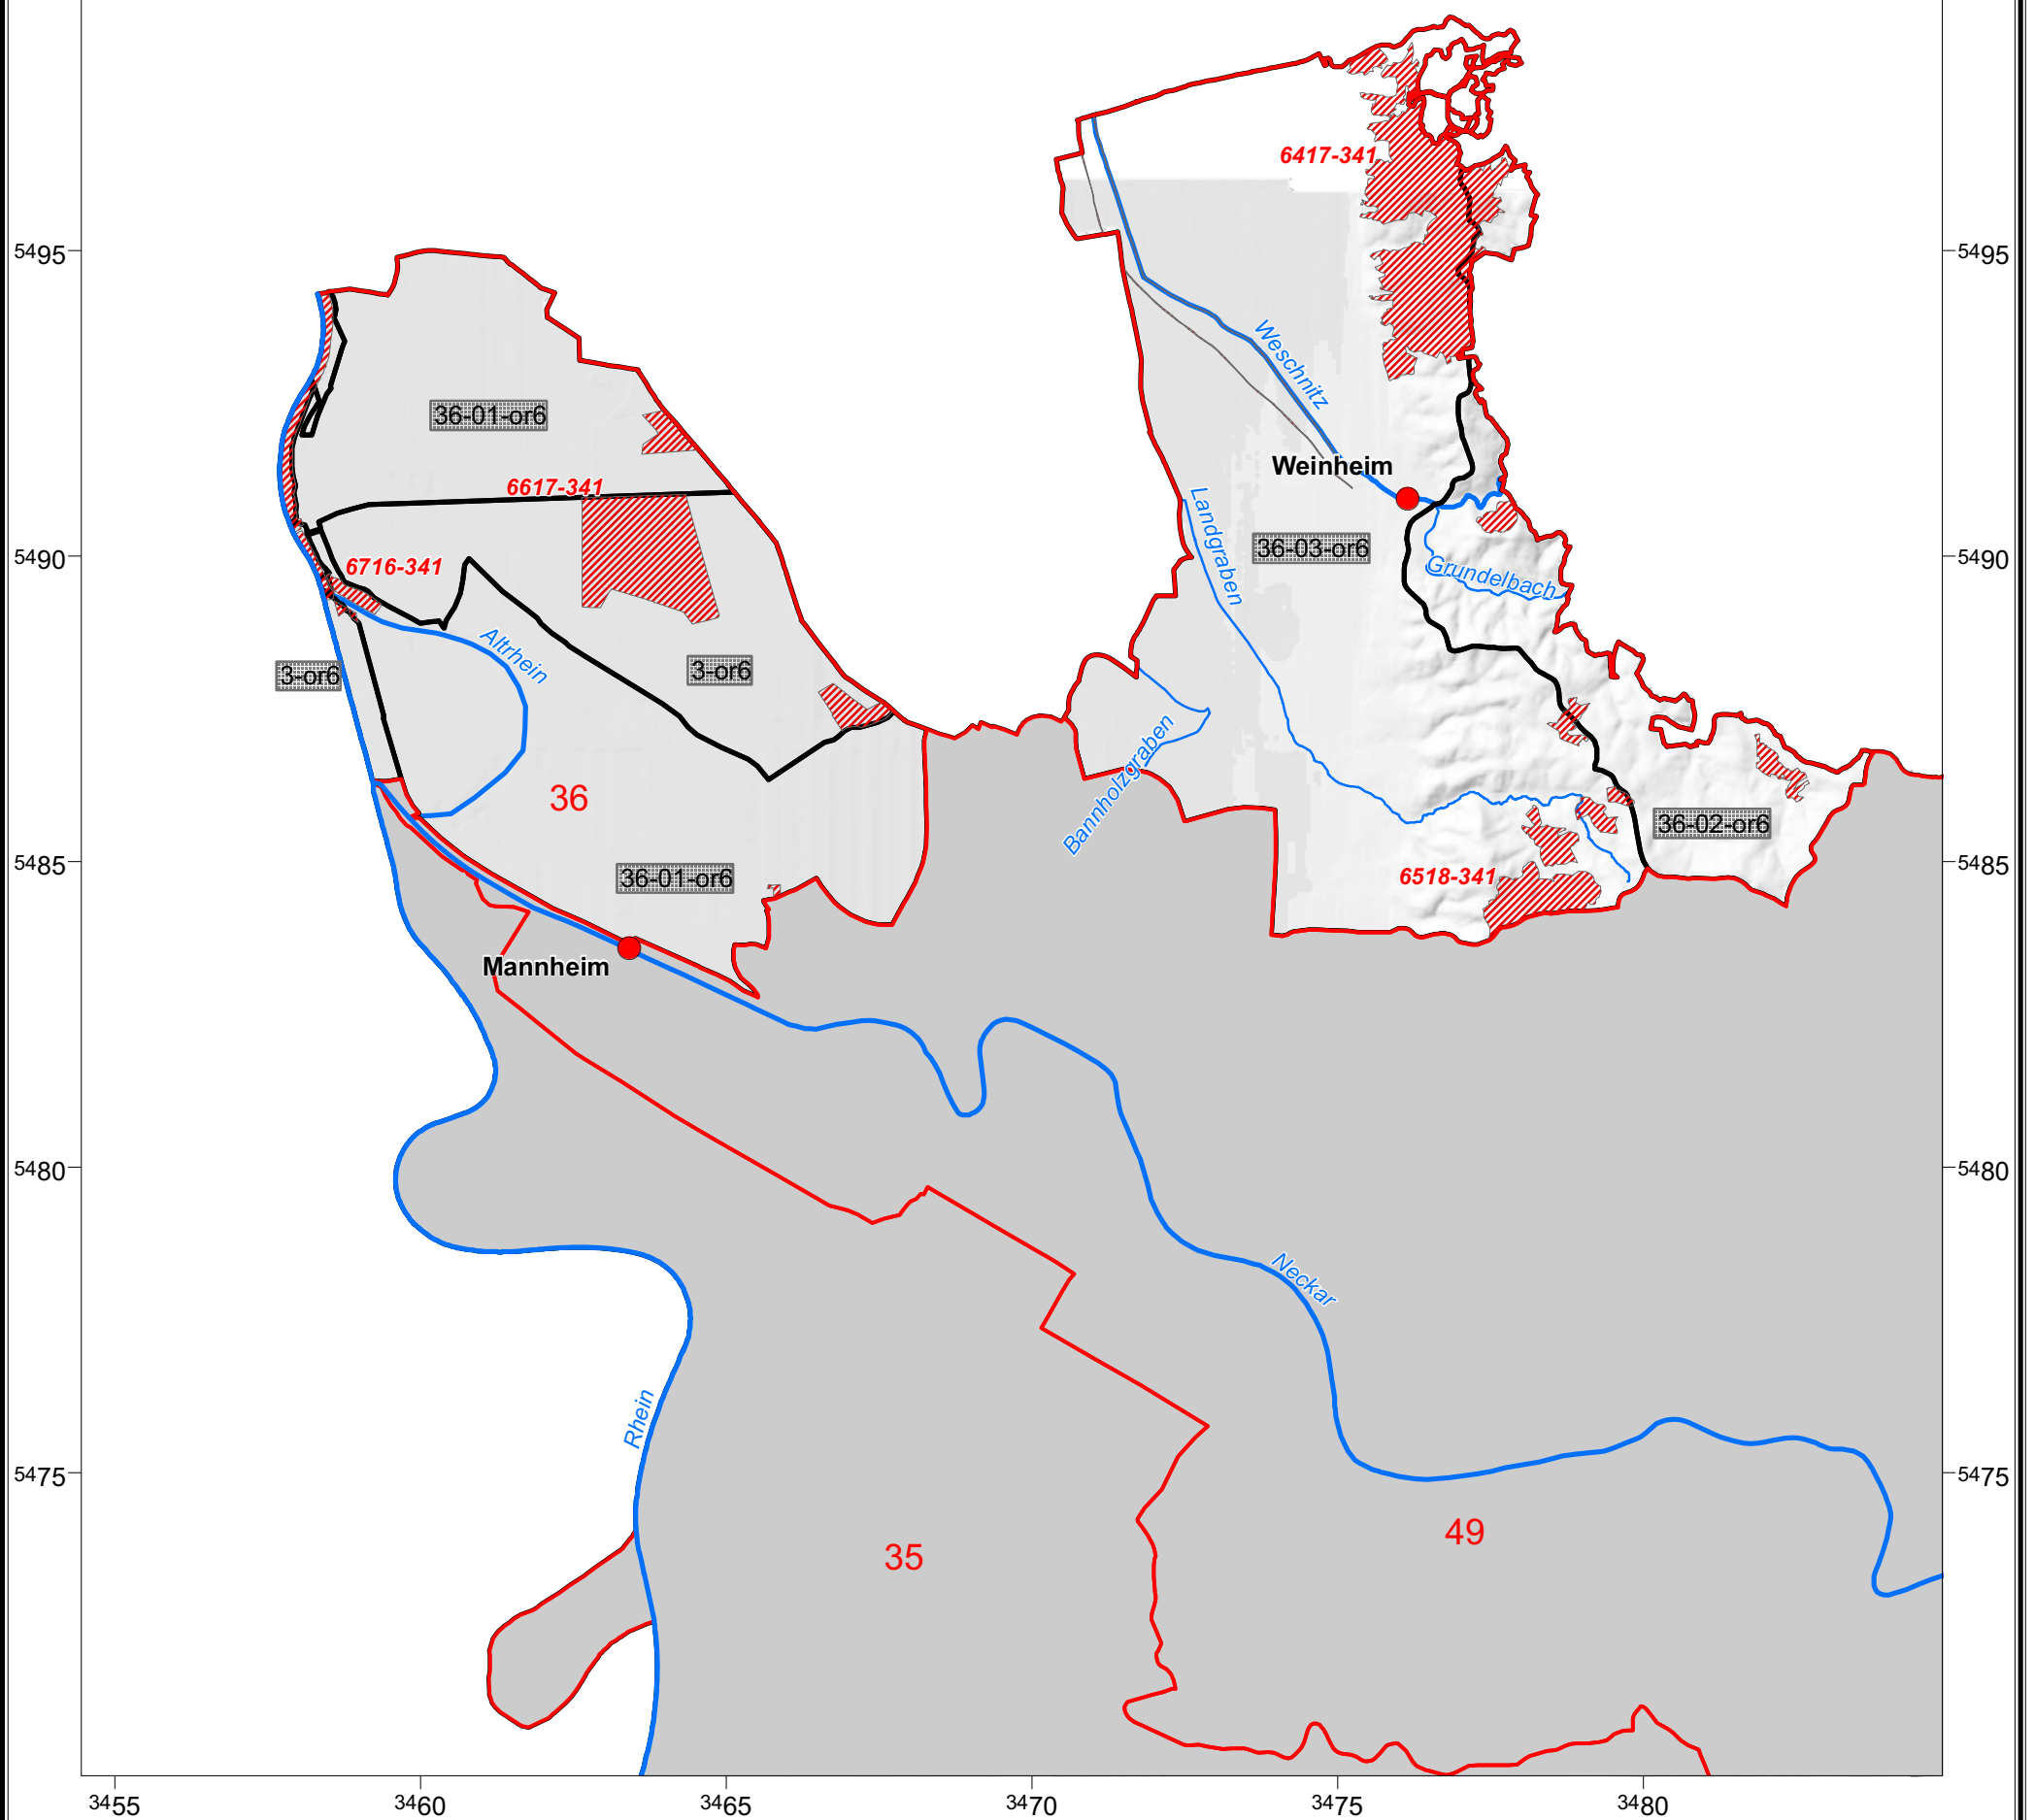 6417-341
5495
5495
Weschnitz
36-01-or6
Weinheim
6617-341
Landgraben
36-03-or6
5490
5490
6716-341
Grundelbach
Altrhein
3-or6
3-or6
Bannholzgraben
36
36-02-or6
5485
5485
36-01-or6
6518-341
Mannheim
5480
5480
Neckar
Rhein
5475
5475
49
35
3455
3460
3465
3470
3475
3480